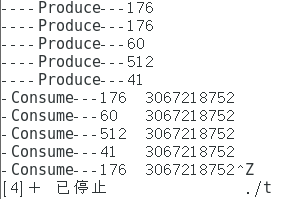 ----Produce---176
----Produce---176
----Produce---60
----Produce---512
----Produce---41
-Consume---176  3067218752
-Consume---60   3067218752
-Consume---512  3067218752
-Consume---41   3067218752
-Consume---176  3067218752^Z
[4]+  已停止               ./t